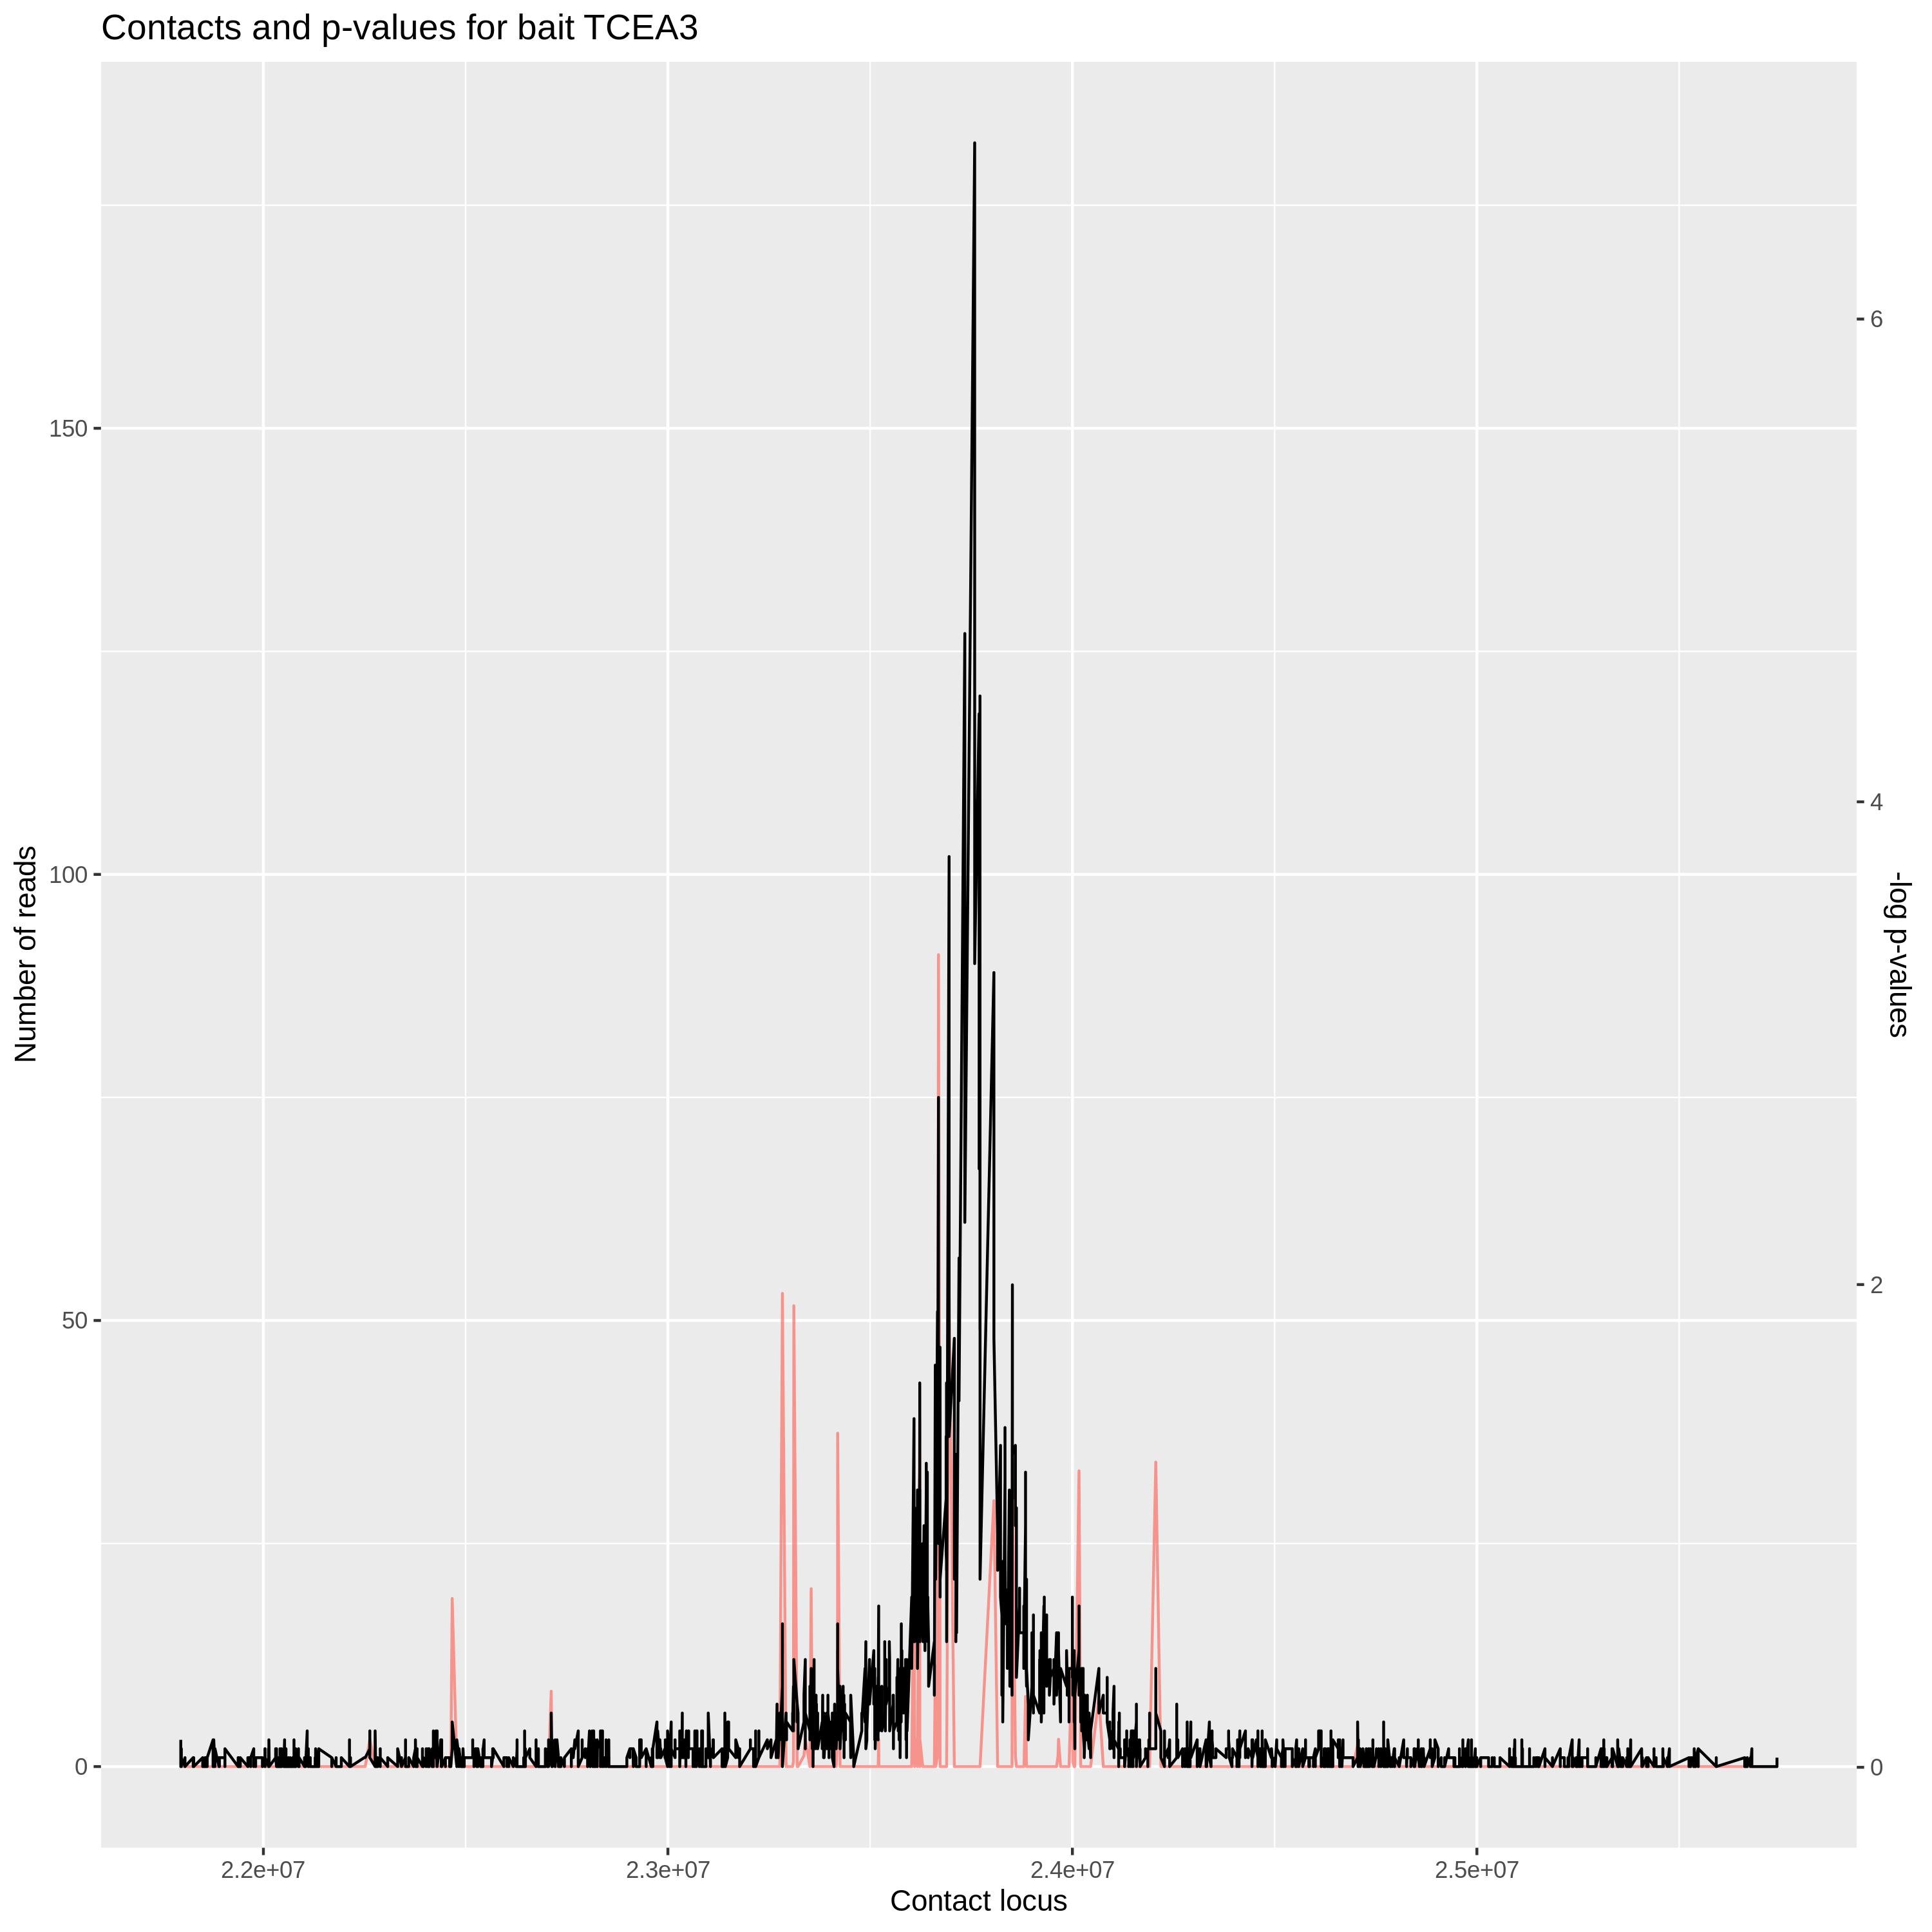 Contacts and p-values for bait TCEA3
Number of reads
150
100
50
0
6
4
2
0
-log p-values
2.2e+07
2.3e+07
2.4e+07
2.5e+07
Contact locus